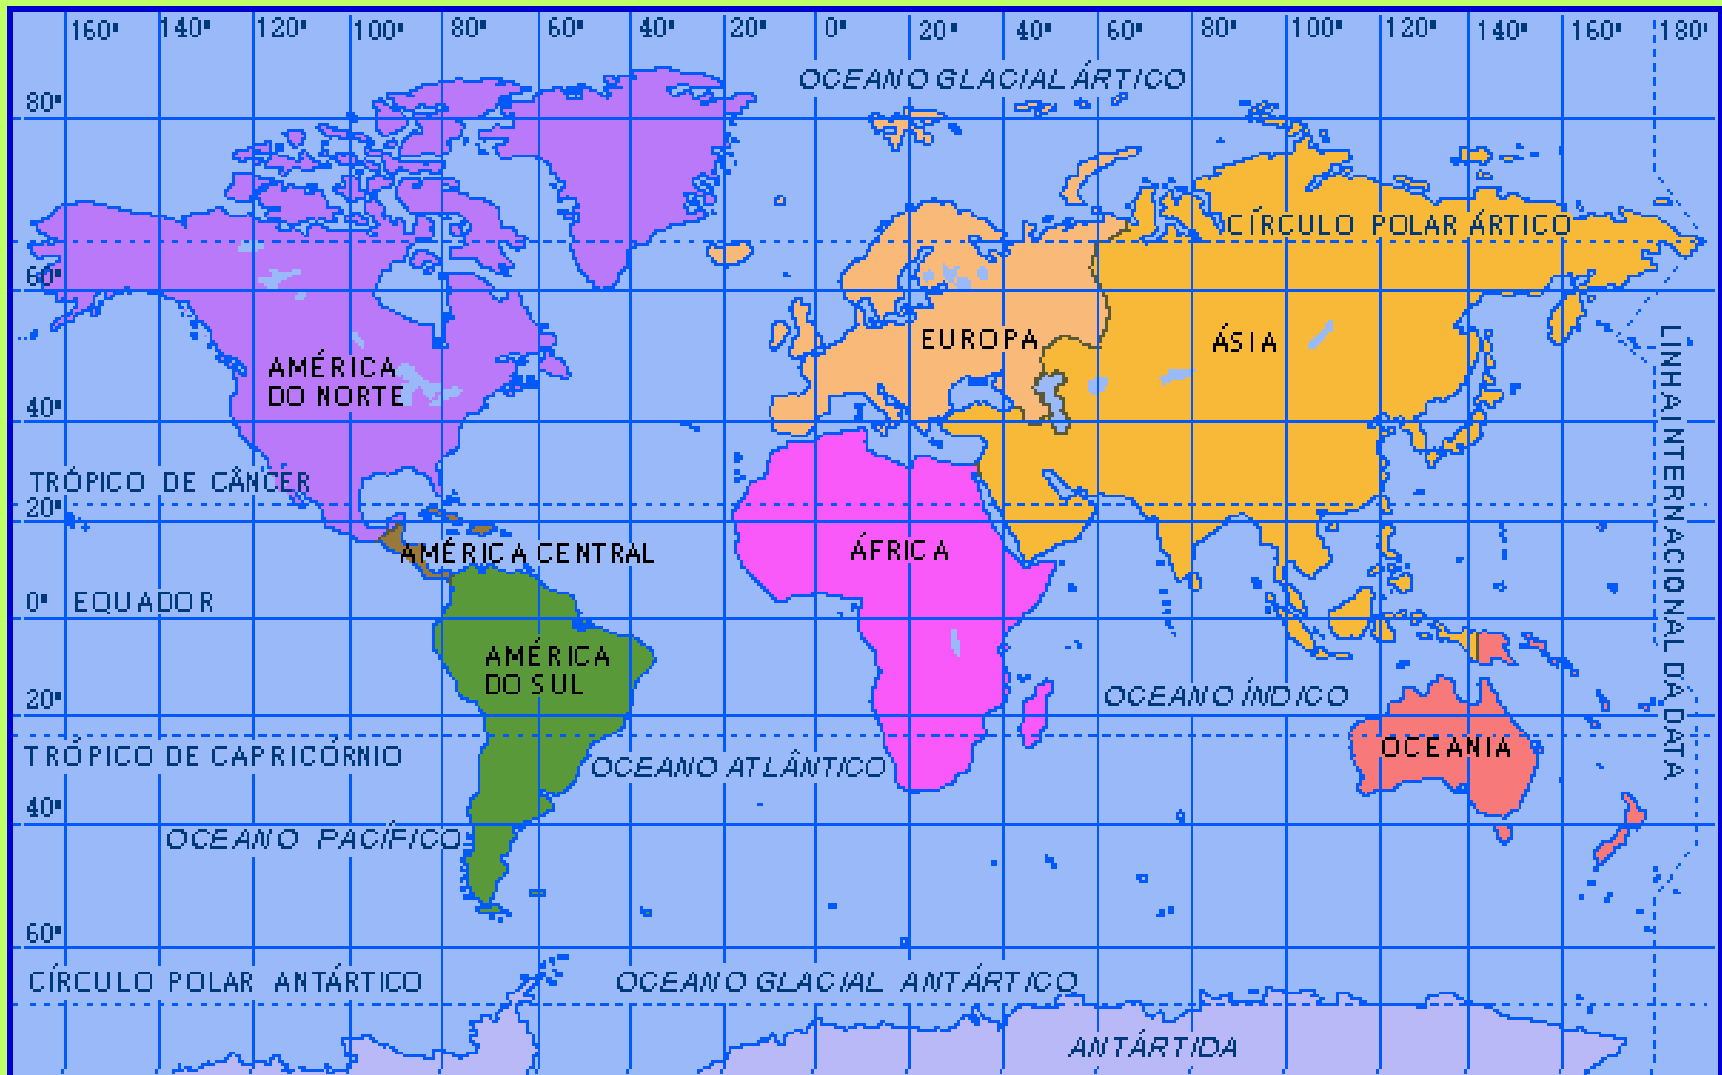 160° 140° 120° 100° 80° 60° 40° 20° 0° 20° 40° 60° 80° 100° 120° 140° 160° 180°
OCEANO GLACIAL ÁRTICO
80°
CÍRCULO POLAR ÁRTICO
60°
EUROPA
ÁSIA
AMÉRICA
DO NORTE
40°
TRÓPICO DE CÂNCER
20°
AMÉRICA CENTRAL
ÁFRICA
0° EQUADOR
LINHA INTERNACIONAL DA DATA
AMÉRICA
DO SUL
20°
OCEANO ÍNDICO
TRÓPICO DE CAPRICÓRNIO
OCEANIA
OCEANO ATLÂNTICO
40°
OCEANO PACÍFICO
60°
CÍRCULO POLAR ANTÁRTICO
OCEANO GLACIAL ANTÁRTICO
ANTÁRTIDA